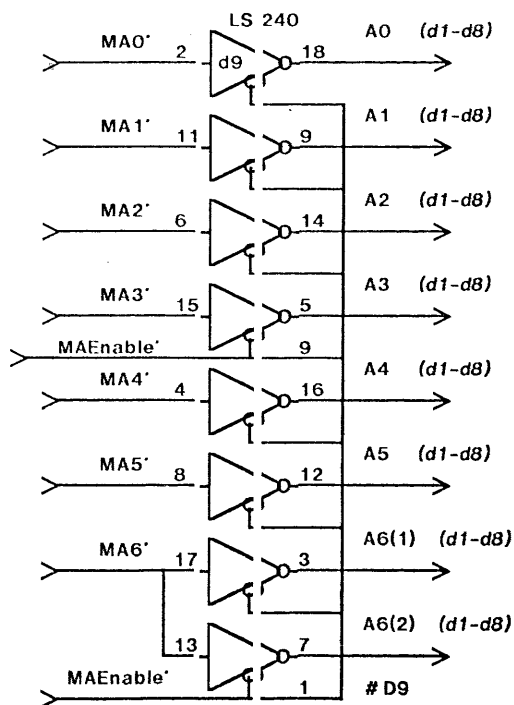 LS 240
MA0' 2 d9 18 A0 (d1-d8)
MA1' 11 9 A1 (d1-d8)
MA2' 6 14 A2 (d1-d8)
MA3' 15 5 A3 (d1-d8)
MAEnable' 9
MA4' 4 16 A4 (d1-d8)
MA5' 8 12 A5 (d1-d8)
MA6' 17 3 A6(1) (d1-d8)
13 7 A6(2) (d1-d8)
MAEnable' 1 # D9